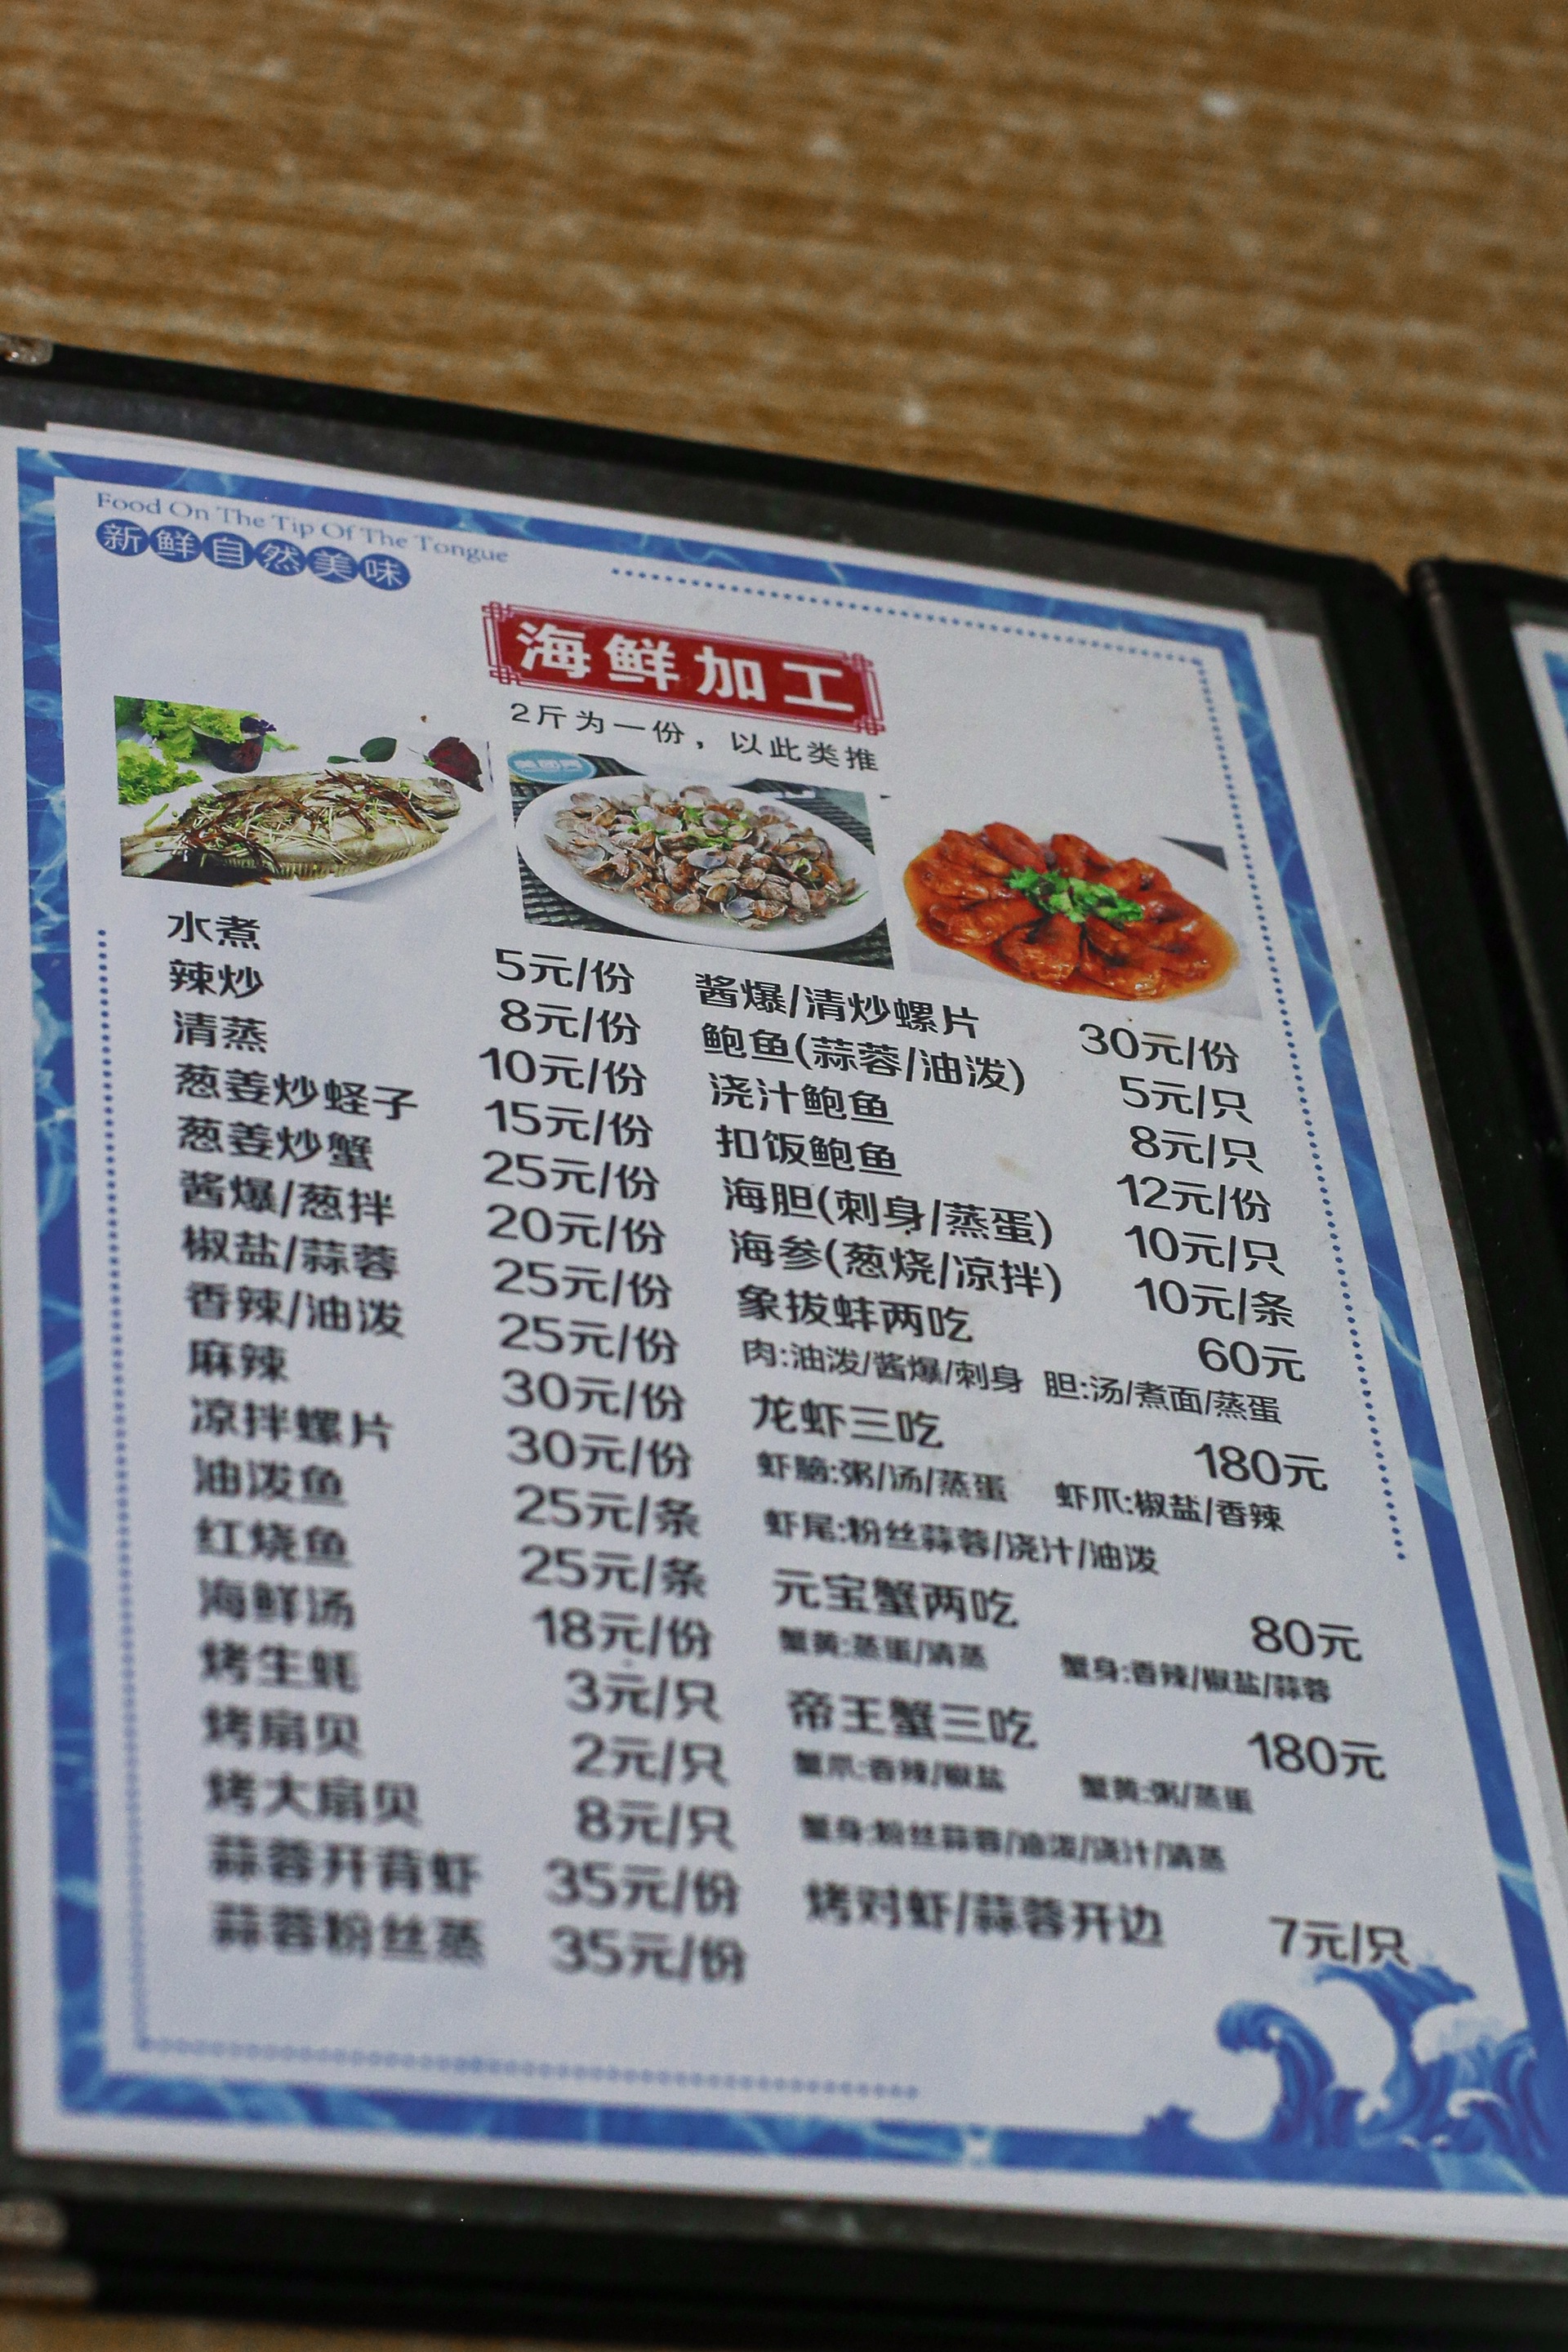 Food On The Tip Of The Tongue
新鲜自然美味
海鲜加工
2斤为一份，以此类推
水煮 5元/份
辣炒 8元/份
清蒸 10元/份
葱姜炒蛏子 15元/份
葱姜炒蟹 25元/份
酱爆/葱拌 20元/份
椒盐/蒜蓉 25元/份
香辣/油泼 25元/份
麻辣 30元/份
凉拌螺片 30元/份
油泼鱼 25元/条
红烧鱼 25元/条
海鲜汤 18元/份
烤生蚝 3元/只
烤扇贝 2元/只
烤大扇贝 8元/只
蒜蓉开背虾 35元/份
蒜蓉粉丝蒸 35元/份
酱爆/清炒螺片 30元/份
鲍鱼(蒜蓉/油泼) 5元/只
浇汁鲍鱼 8元/只
扣饭鲍鱼 12元/份
海胆(刺身/蒸蛋) 10元/只
海参(葱烧/凉拌) 10元/条
象拔蚌两吃 60元
肉:油泼/酱爆/刺身 胆:汤/煮面/蒸蛋
龙虾三吃 180元
虾脑:粥/汤/蒸蛋 虾爪:椒盐/香辣
虾尾:粉丝蒜蓉/浇汁/油泼
元宝蟹两吃 80元
蟹黄:蒸蛋/清蒸 蟹身:香辣/椒盐/蒜蓉
帝王蟹三吃 180元
蟹爪:香辣/椒盐 蟹黄:粥/蒸蛋
蟹身:粉丝蒜蓉/油泼/浇汁/清蒸
烤对虾/蒜蓉开边 7元/只